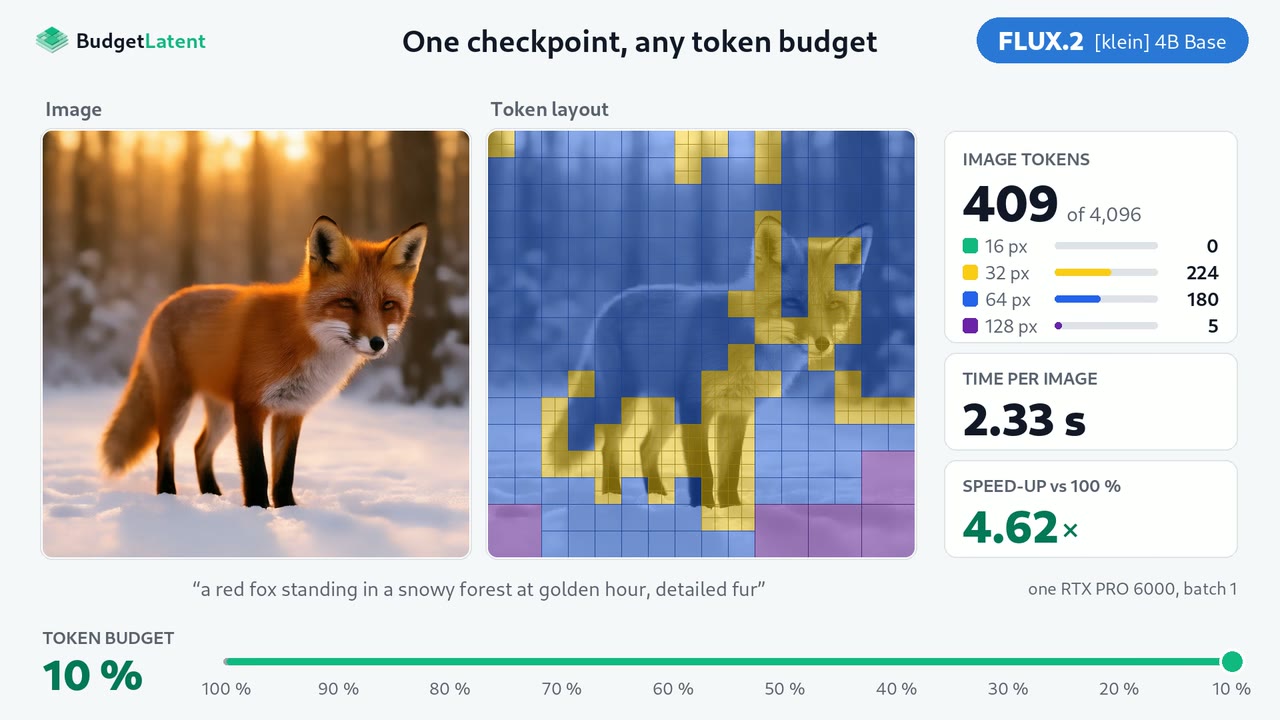 BudgetLatent
One checkpoint, any token budget
FLUX.2 [klein] 4B Base
Image
Token layout
IMAGE TOKENS
409 of 4,096
16 px 0
32 px 224
64 px 180
128 px 5
TIME PER IMAGE
2.33 s
SPEED-UP vs 100 %
4.62×
“a red fox standing in a snowy forest at golden hour, detailed fur”
one RTX PRO 6000, batch 1
TOKEN BUDGET
10 %
100 % 90 % 80 % 70 % 60 % 50 % 40 % 30 % 20 % 10 %